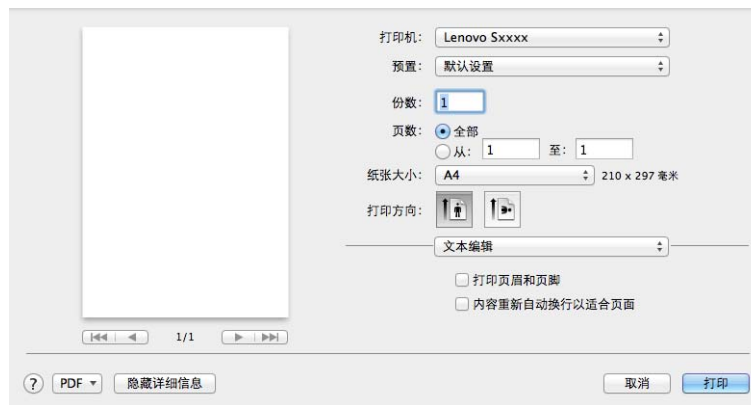 打印机: Lenovo Sxxxx
预置: 默认设置
份数: 1
页数: 全部
从: 1 至: 1
纸张大小: A4 210 x 297 毫米
打印方向:
文本编辑
打印页眉和页脚
内容重新自动换行以适合页面
1/1
? PDF 隐藏详细信息 取消 打印